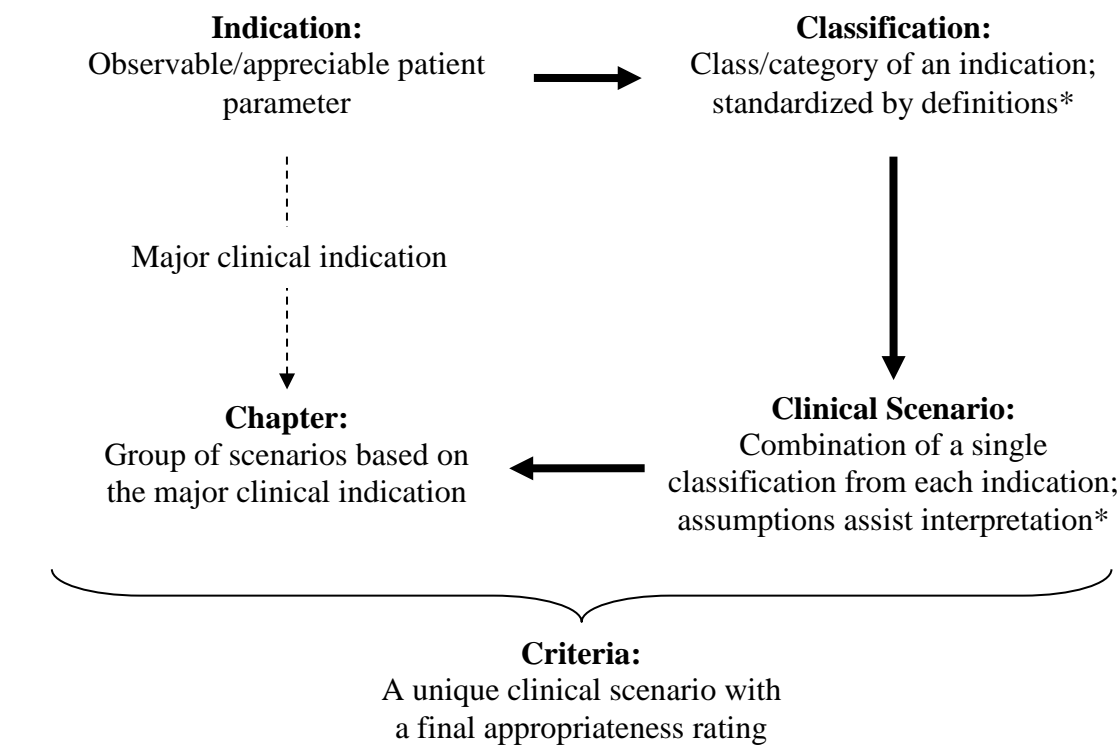 Indication:
Observable/appreciable patient
parameter
Classification:
Class/category of an indication;
standardized by definitions*
Major clinical indication
Chapter:
Group of scenarios based on
the major clinical indication
Clinical Scenario:
Combination of a single
classification from each indication;
assumptions assist interpretation*
Criteria:
A unique clinical scenario with
a final appropriateness rating